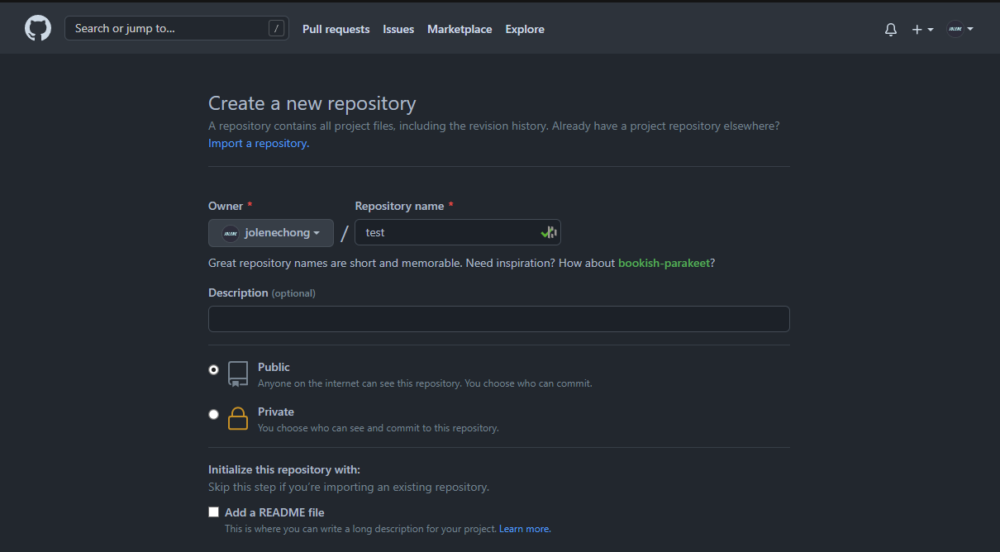 Search or jump to... /
Pull requests Issues Marketplace Explore
Create a new repository
A repository contains all project files, including the revision history. Already have a project repository elsewhere?
Import a repository.
Owner * Repository name *
jolenechong / test
Great repository names are short and memorable. Need inspiration? How about bookish-parakeet?
Description (optional)
Public
Anyone on the internet can see this repository. You choose who can commit.
Private
You choose who can see and commit to this repository.
Initialize this repository with:
Skip this step if you're importing an existing repository.
Add a README file
This is where you can write a long description for your project. Learn more.